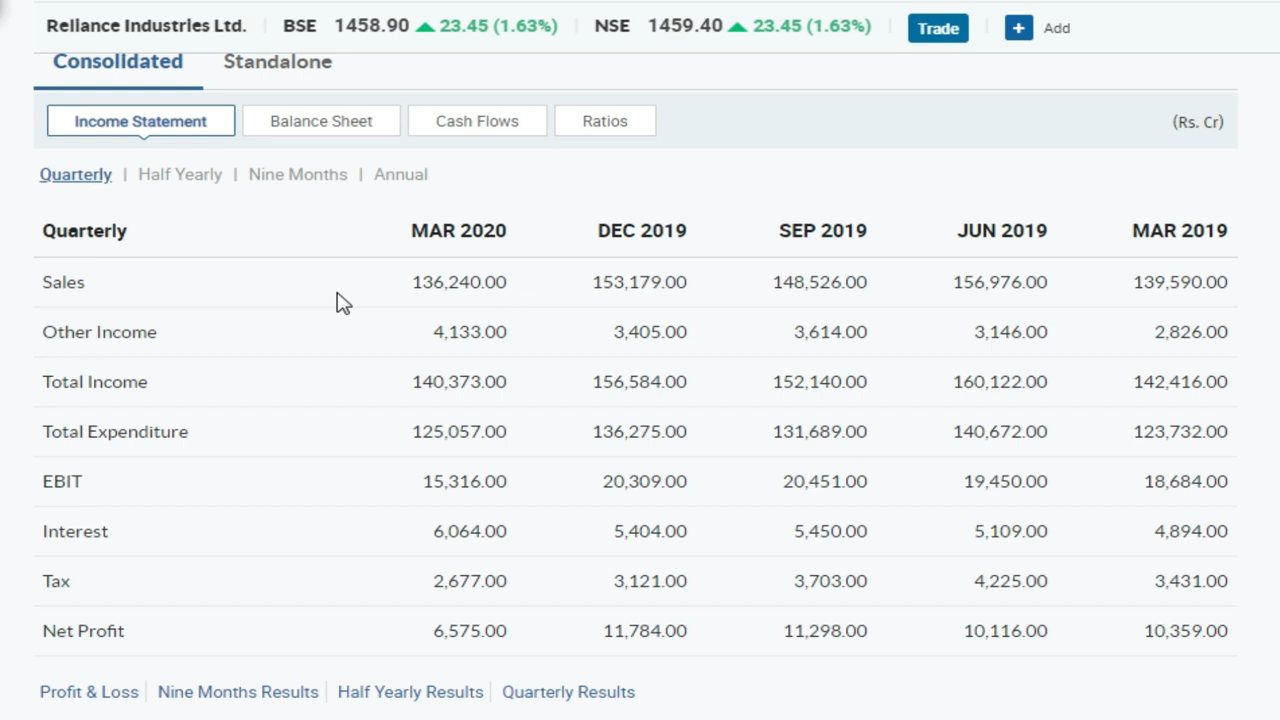 Reliance Industries Ltd. BSE 1458.90 23.45 (1.63%) NSE 1459.40 23.45 (1.63%) Trade + Add
Consolidated Standalone
Income Statement Balance Sheet Cash Flows Ratios (Rs. Cr)
Quarterly | Half Yearly | Nine Months | Annual
Quarterly MAR 2020 DEC 2019 SEP 2019 JUN 2019 MAR 2019
Sales 136,240.00 153,179.00 148,526.00 156,976.00 139,590.00
Other Income 4,133.00 3,405.00 3,614.00 3,146.00 2,826.00
Total Income 140,373.00 156,584.00 152,140.00 160,122.00 142,416.00
Total Expenditure 125,057.00 136,275.00 131,689.00 140,672.00 123,732.00
EBIT 15,316.00 20,309.00 20,451.00 19,450.00 18,684.00
Interest 6,064.00 5,404.00 5,450.00 5,109.00 4,894.00
Tax 2,677.00 3,121.00 3,703.00 4,225.00 3,431.00
Net Profit 6,575.00 11,784.00 11,298.00 10,116.00 10,359.00
Profit & Loss Nine Months Results Half Yearly Results Quarterly Results